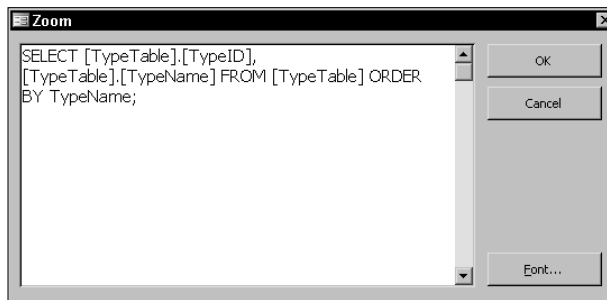 Zoom
SELECT [TypeTable].[TypeID],
[TypeTable].[TypeName] FROM [TypeTable] ORDER
BY TypeName;
OK
Cancel
Font...